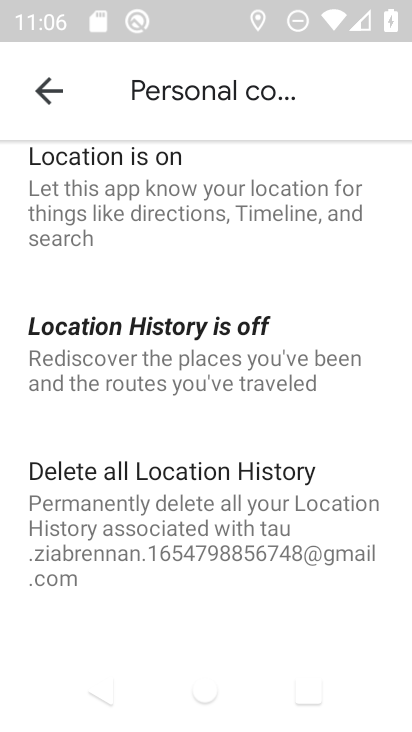 11:06
Personal co...
Location is on
Let this app know your location for
things like directions, Timeline, and
search
Location History is off
Rediscover the places you've been
and the routes you've traveled
Delete all Location History
Permanently delete all your Location
History associated with tau
.ziabrennan.1654798856748@gmail
.com